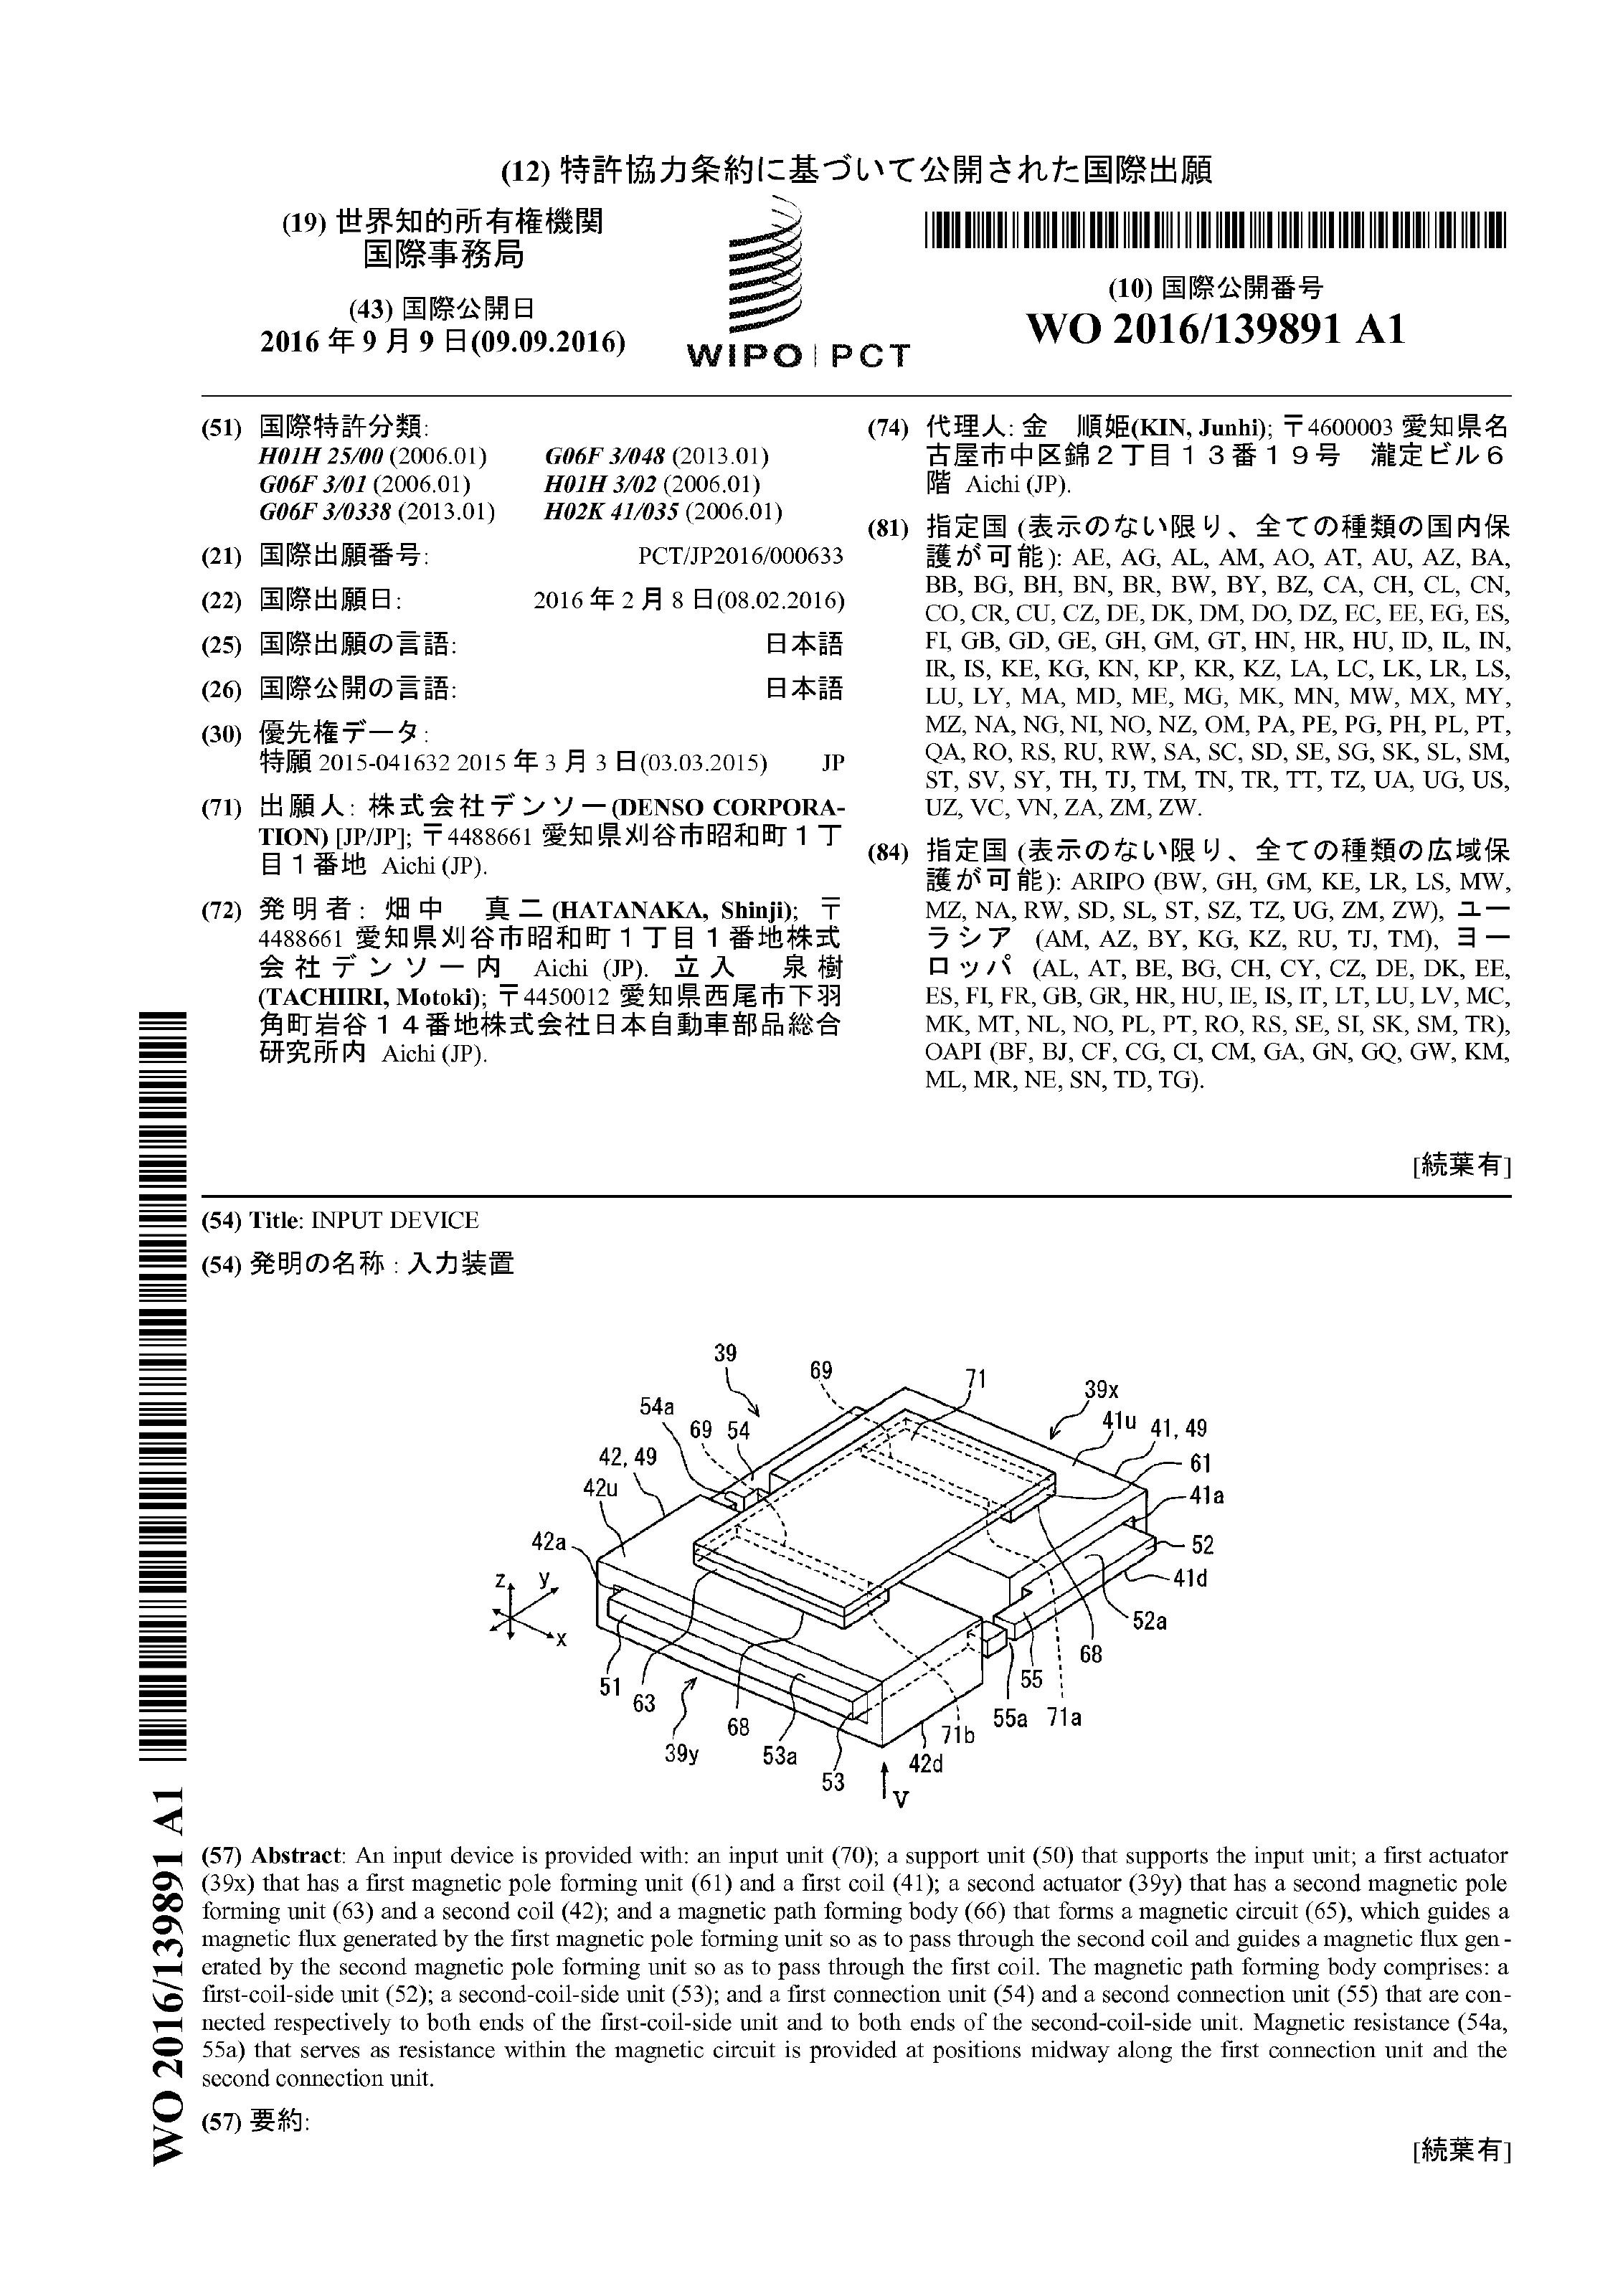 (12) 特許協力条約に基づいて公開された国際出願
(19) 世界知的所有権機関
国際事務局
(43) 国際公開日
2016 年 9 月 9 日(09.09.2016)
WIPO | PCT
(10) 国際公開番号
WO 2016/139891 A1
(51) 国際特許分類:
H01H 25/00 (2006.01) G06F 3/048 (2013.01)
G06F 3/01 (2006.01) H01H 3/02 (2006.01)
G06F 3/0338 (2013.01) H02K 41/035 (2006.01)
(21) 国際出願番号: PCT/JP2016/000633
(22) 国際出願日: 2016 年 2 月 8 日(08.02.2016)
(25) 国際出願の言語: 日本語
(26) 国際公開の言語: 日本語
(30) 優先権データ:
特願 2015-041632 2015 年 3 月 3 日(03.03.2015) JP
(71) 出願人: 株式会社デンソー(DENSO CORPORA-
TION) [JP/JP]; 〒4488661 愛知県刈谷市昭和町1丁
目1番地 Aichi (JP).
(72) 発明者: 畑中 真二(HATANAKA, Shinji); 〒
4488661 愛知県刈谷市昭和町1丁目1番地株式
会社デンソー内 Aichi (JP). 立入 泉樹
(TACHIIRI, Motoki); 〒4450012 愛知県西尾市下羽
角町岩谷14番地株式会社日本自動車部品総合
研究所内 Aichi (JP).
(74) 代理人: 金 順姫(KIN, Junhi); 〒4600003 愛知県名
古屋市中区錦2丁目13番19号 瀧定ビル6
階 Aichi (JP).
(81) 指定国 (表示のない限り、全ての種類の国内保
護が可能): AE, AG, AL, AM, AO, AT, AU, AZ, BA,
BB, BG, BH, BN, BR, BW, BY, BZ, CA, CH, CL, CN,
CO, CR, CU, CZ, DE, DK, DM, DO, DZ, EC, EE, EG, ES,
FI, GB, GD, GE, GH, GM, GT, HN, HR, HU, ID, IL, IN,
IR, IS, KE, KG, KN, KP, KR, KZ, LA, LC, LK, LR, LS,
LU, LY, MA, MD, ME, MG, MK, MN, MW, MX, MY,
MZ, NA, NG, NI, NO, NZ, OM, PA, PE, PG, PH, PL, PT,
QA, RO, RS, RU, RW, SA, SC, SD, SE, SG, SK, SL, SM,
ST, SV, SY, TH, TJ, TM, TN, TR, TT, TZ, UA, UG, US,
UZ, VC, VN, ZA, ZM, ZW.
(84) 指定国 (表示のない限り、全ての種類の広域保
護が可能): ARIPO (BW, GH, GM, KE, LR, LS, MW,
MZ, NA, RW, SD, SL, ST, SZ, TZ, UG, ZM, ZW), ユー
ラシア (AM, AZ, BY, KG, KZ, RU, TJ, TM), ヨー
ロッパ (AL, AT, BE, BG, CH, CY, CZ, DE, DK, EE,
ES, FI, FR, GB, GR, HR, HU, IE, IS, IT, LT, LU, LV, MC,
MK, MT, NL, NO, PL, PT, RO, RS, SE, SI, SK, SM, TR),
OAPI (BF, BJ, CF, CG, CI, CM, GA, GN, GQ, GW, KM,
ML, MR, NE, SN, TD, TG).
[続葉有]
(54) Title: INPUT DEVICE
(54) 発明の名称 : 入力装置
39
69
71
39x
54a
41u
41, 49
69
54
42, 49
61
42u
41a
42a
52
z
y
x
41d
52a
68
51
63
55
68
55a
71a
71b
39y
53a
42d
53
V
(57) Abstract: An input device is provided with: an input unit (70); a support unit (50) that supports the input unit; a first actuator
(39x) that has a first magnetic pole forming unit (61) and a first coil (41); a second actuator (39y) that has a second magnetic pole
forming unit (63) and a second coil (42); and a magnetic path forming body (66) that forms a magnetic circuit (65), which guides a
magnetic flux generated by the first magnetic pole forming unit so as to pass through the second coil and guides a magnetic flux gen-
erated by the second magnetic pole forming unit so as to pass through the first coil. The magnetic path forming body comprises: a
first-coil-side unit (52); a second-coil-side unit (53); and a first connection unit (54) and a second connection unit (55) that are con-
nected respectively to both ends of the first-coil-side unit and to both ends of the second-coil-side unit. Magnetic resistance (54a,
55a) that serves as resistance within the magnetic circuit is provided at positions midway along the first connection unit and the
second connection unit.
(57) 要約:
[続葉有]
WO 2016/139891 A1